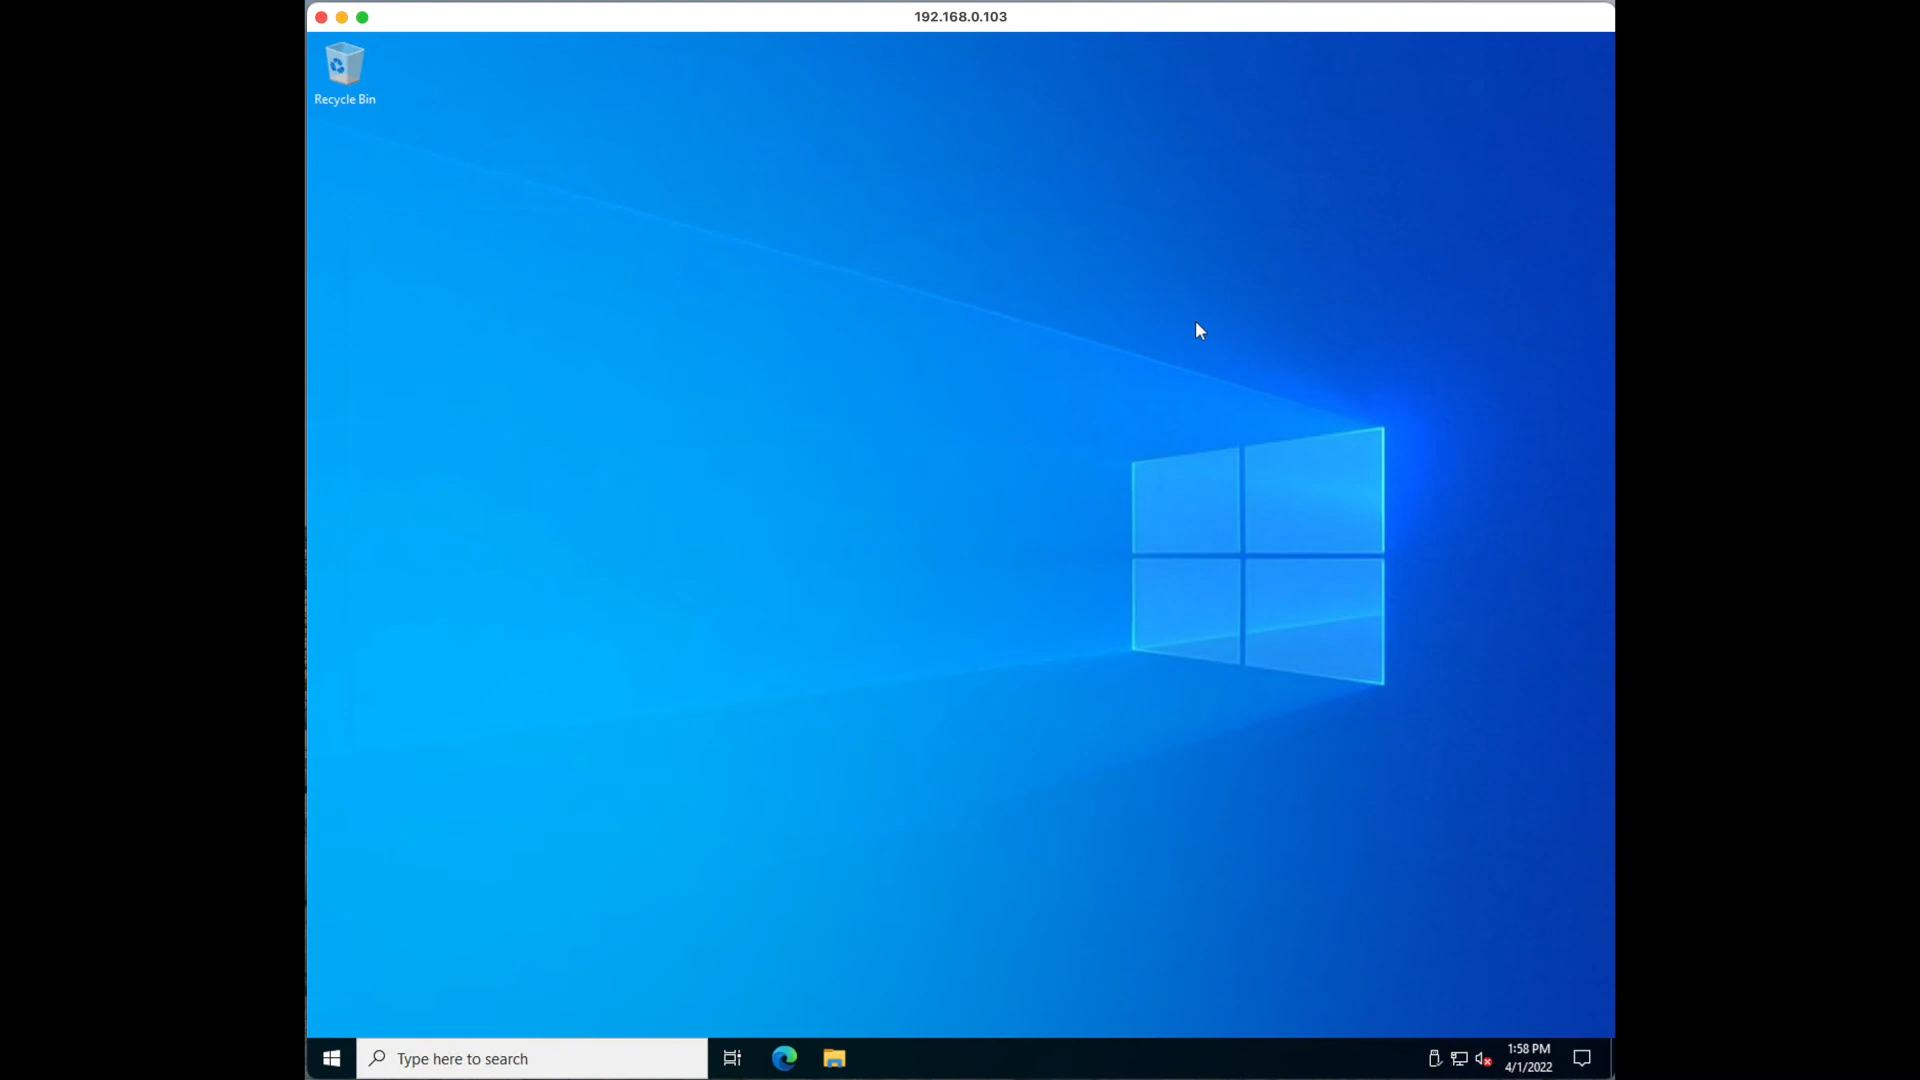 192.168.0.103
Recycle Bin
Type here to search
1:58 PM
4/1/2022